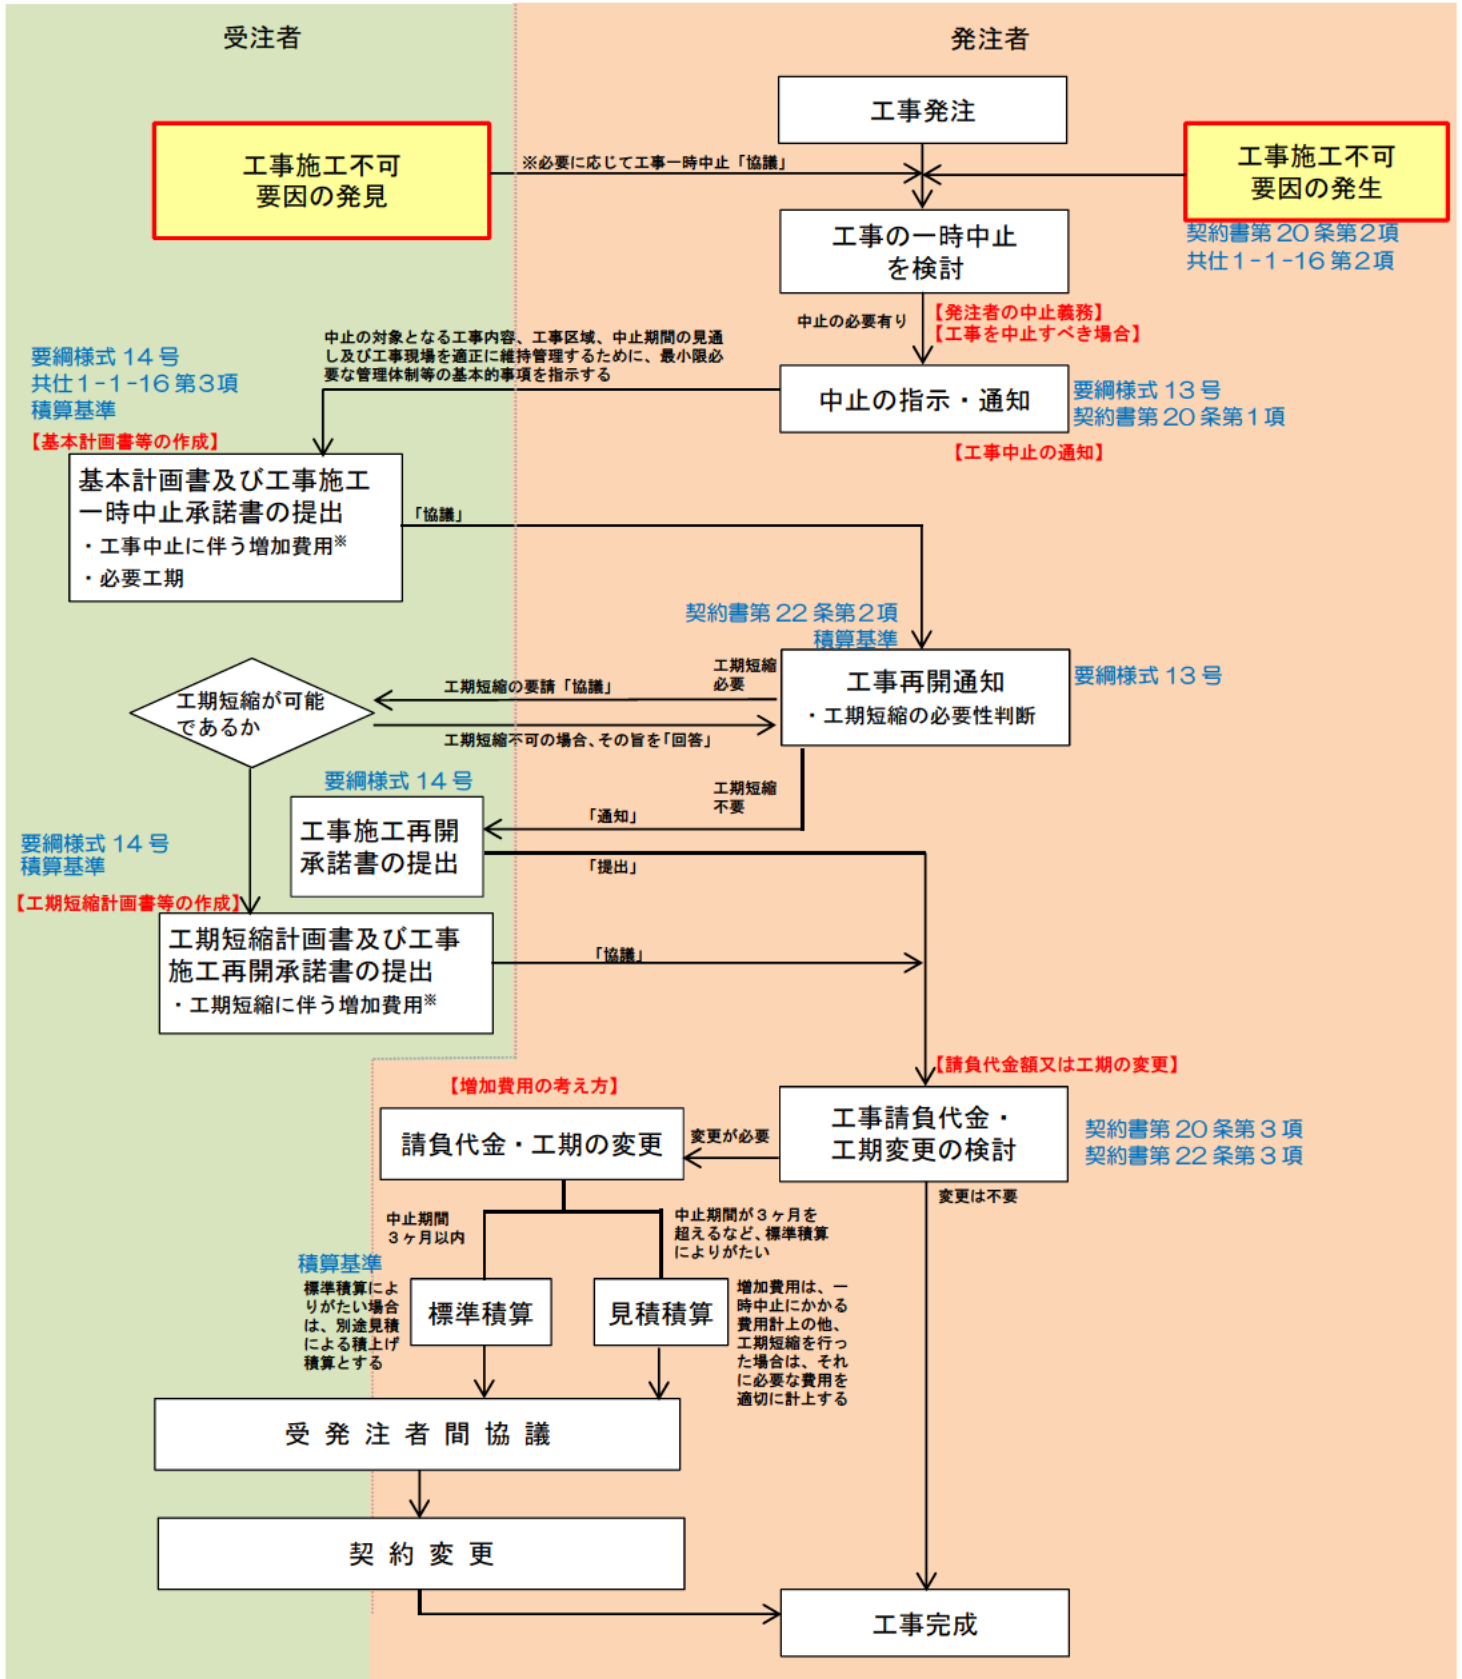 受注者
発注者
工事発注
工事施工不可
要因の発見
※必要に応じて工事一時中止「協議」
工事施工不可
要因の発生
契約書第20条第2項
共仕1-1-16第2項
工事の一時中止
を検討
中止の必要有り
【発注者の中止義務】
【工事を中止すべき場合】
中止の対象となる工事内容、工事区域、中止期間の見通
し及び工事現場を適正に維持管理するために、最小限必
要な管理体制等の基本的事項を指示する
要綱様式14号
共仕1-1-16第3項
積算基準
【基本計画書等の作成】
中止の指示・通知
要綱様式13号
契約書第20条第1項
【工事中止の通知】
基本計画書及び工事施工
一時中止承諾書の提出
・工事中止に伴う増加費用※
・必要工期
「協議」
契約書第22条第2項
積算基準
工事再開通知
・工期短縮の必要性判断
要綱様式13号
工期短縮
必要
工期短縮の要請「協議」
工期短縮が可能
であるか
工期短縮不可の場合、その旨を「回答」
要綱様式14号
工期短縮
不要
「通知」
工事施工再開
承諾書の提出
「提出」
要綱様式14号
積算基準
【工期短縮計画書等の作成】
工期短縮計画書及び工事
施工再開承諾書の提出
・工期短縮に伴う増加費用※
「協議」
【請負代金額又は工期の変更】
【増加費用の考え方】
工事請負代金・
工期変更の検討
契約書第20条第3項
契約書第22条第3項
変更が必要
請負代金・工期の変更
変更は不要
中止期間
3ヶ月以内
中止期間が3ヶ月を
超えるなど、標準積算
によりがたい
積算基準
標準積算によ
りがたい場合
は、別途見積
による積上げ
積算とする
標準積算
見積積算
増加費用は、一
時中止にかかる
費用計上の他、
工期短縮を行っ
た場合は、それ
に必要な費用を
適切に計上する
受発注者間協議
契約変更
工事完成